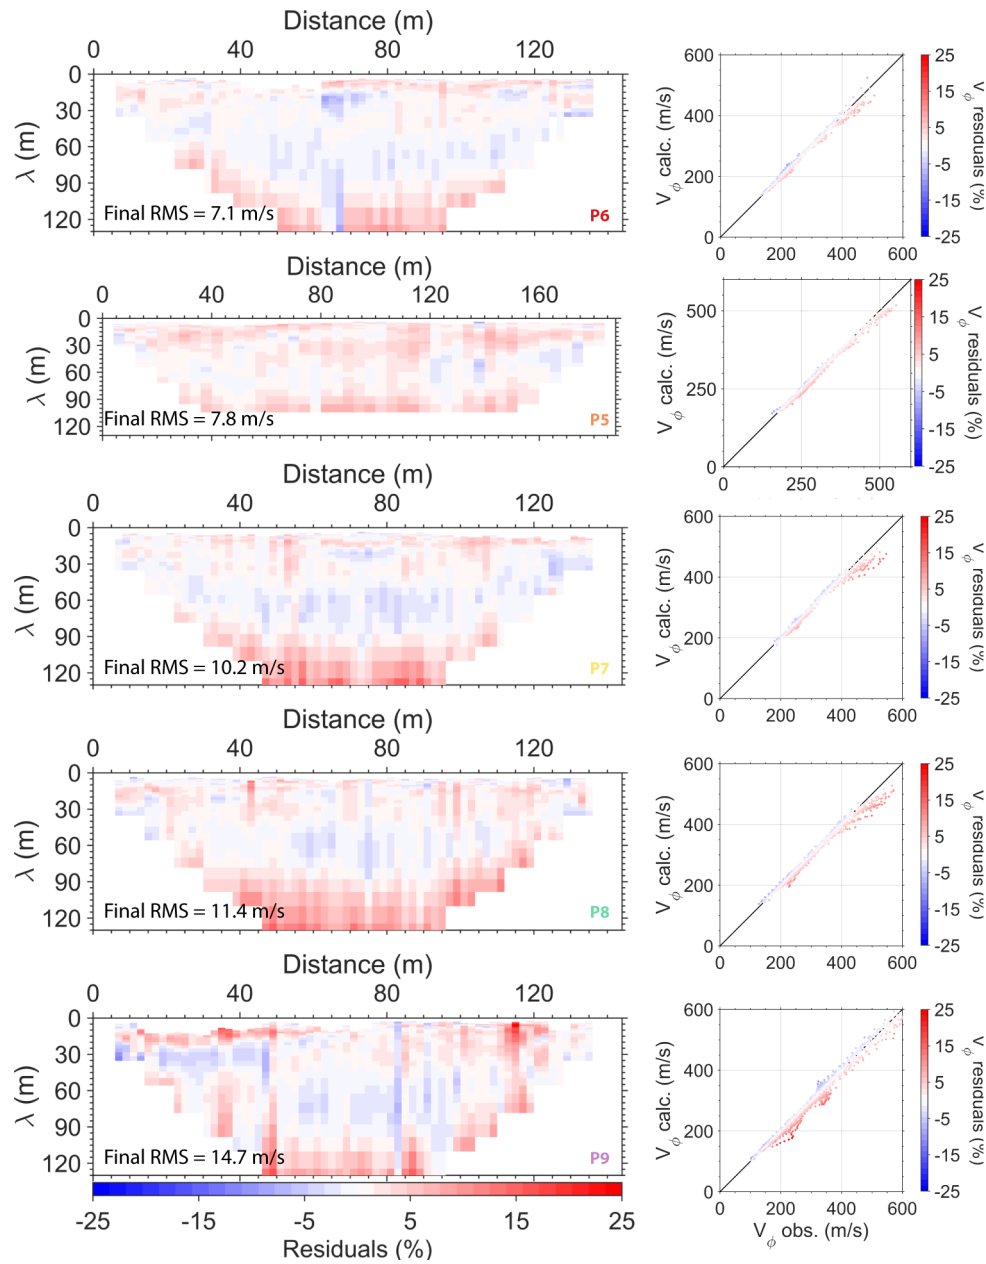 Distance (m)
0 40 80 120
0
30
60
90
120
λ (m)
Final RMS = 7.1 m/s
P6
600
400
200
0
V_ϕ calc. (m/s)
0 200 400 600
25
15
5
-5
-15
-25
V_ϕ residuals (%)
Distance (m)
0 40 80 120 160
0
30
60
90
120
λ (m)
Final RMS = 7.8 m/s
P5
500
250
0
V_ϕ calc. (m/s)
0 250 500
25
15
5
-5
-15
-25
V_ϕ residuals (%)
Distance (m)
0 40 80 120
0
30
60
90
120
λ (m)
Final RMS = 10.2 m/s
P7
600
400
200
0
V_ϕ calc. (m/s)
0 200 400 600
25
15
5
-5
-15
-25
V_ϕ residuals (%)
Distance (m)
0 40 80 120
0
30
60
90
120
λ (m)
Final RMS = 11.4 m/s
P8
600
400
200
0
V_ϕ calc. (m/s)
0 200 400 600
25
15
5
-5
-15
-25
V_ϕ residuals (%)
Distance (m)
0 40 80 120
0
30
60
90
120
λ (m)
Final RMS = 14.7 m/s
P9
-25 -15 -5 5 15 25
Residuals (%)
600
400
200
0
V_ϕ calc. (m/s)
0 200 400 600
V_ϕ obs. (m/s)
25
15
5
-5
-15
-25
V_ϕ residuals (%)